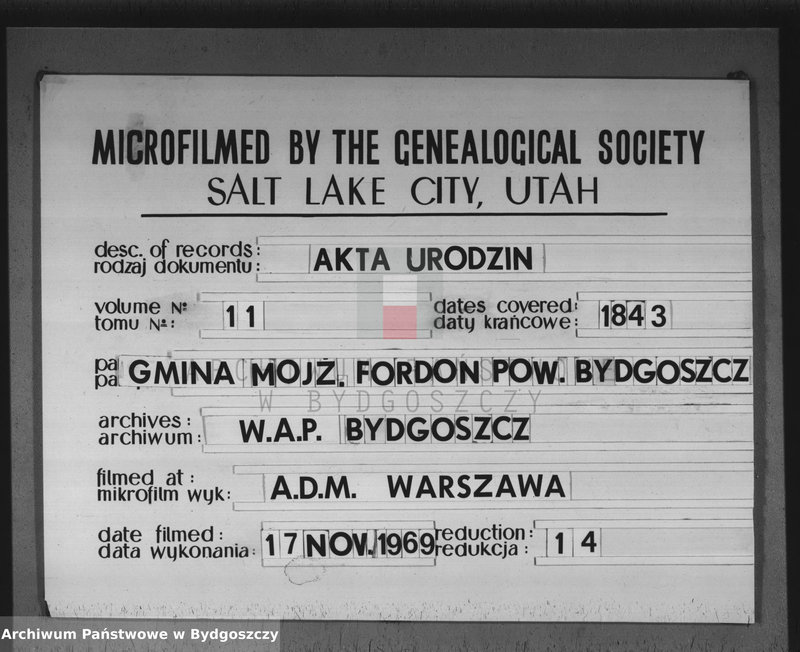 MICROFILMED BY THE GENEALOGICAL SOCIETY
SALT LAKE CITY, UTAH
desc. of records:
rodzaj dokumentu:
AKTA URODZIN
volume №
tomu №:
11
dates covered:
daty krańcowe:
1843
pa
pa
GMINA MOJŻ. FORDON POW. BYDGOSZCZ
W BYDGOSZCZY
archives:
archiwum:
W.A.P. BYDGOSZCZ
filmed at:
mikrofilm wyk:
A.D.M. WARSZAWA
date filmed:
data wykonania:
17 NOV. 1969
reduction:
redukcja:
14
Archiwum Państwowe w Bydgoszczy